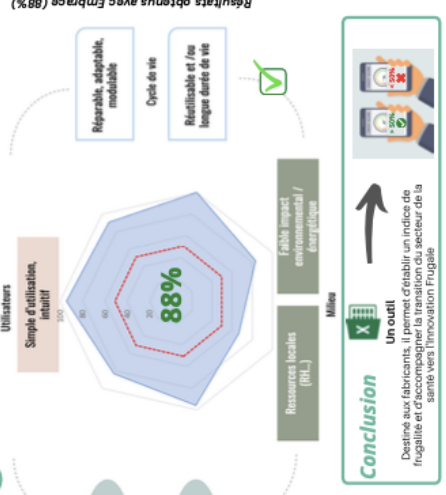 Utilisateurs
Simple d'utilisation,
intuitif
100
80
60
40
20
88%
Réparable, adaptable,
modulable
Cycle de vie
Réutilisable et /ou
longue durée de vie
Ressources locales
(RH...)
Faible impact
environnemental /
énergétique
Milieu
Résultats obtenus avec Embrace (88%)
Conclusion
Un outil
Destiné aux fabricants, il permet d'établir un indice de
frugalité et d'accompagner la transition du secteur de la
santé vers l'Innovation Frugale
> 50%
< 50%